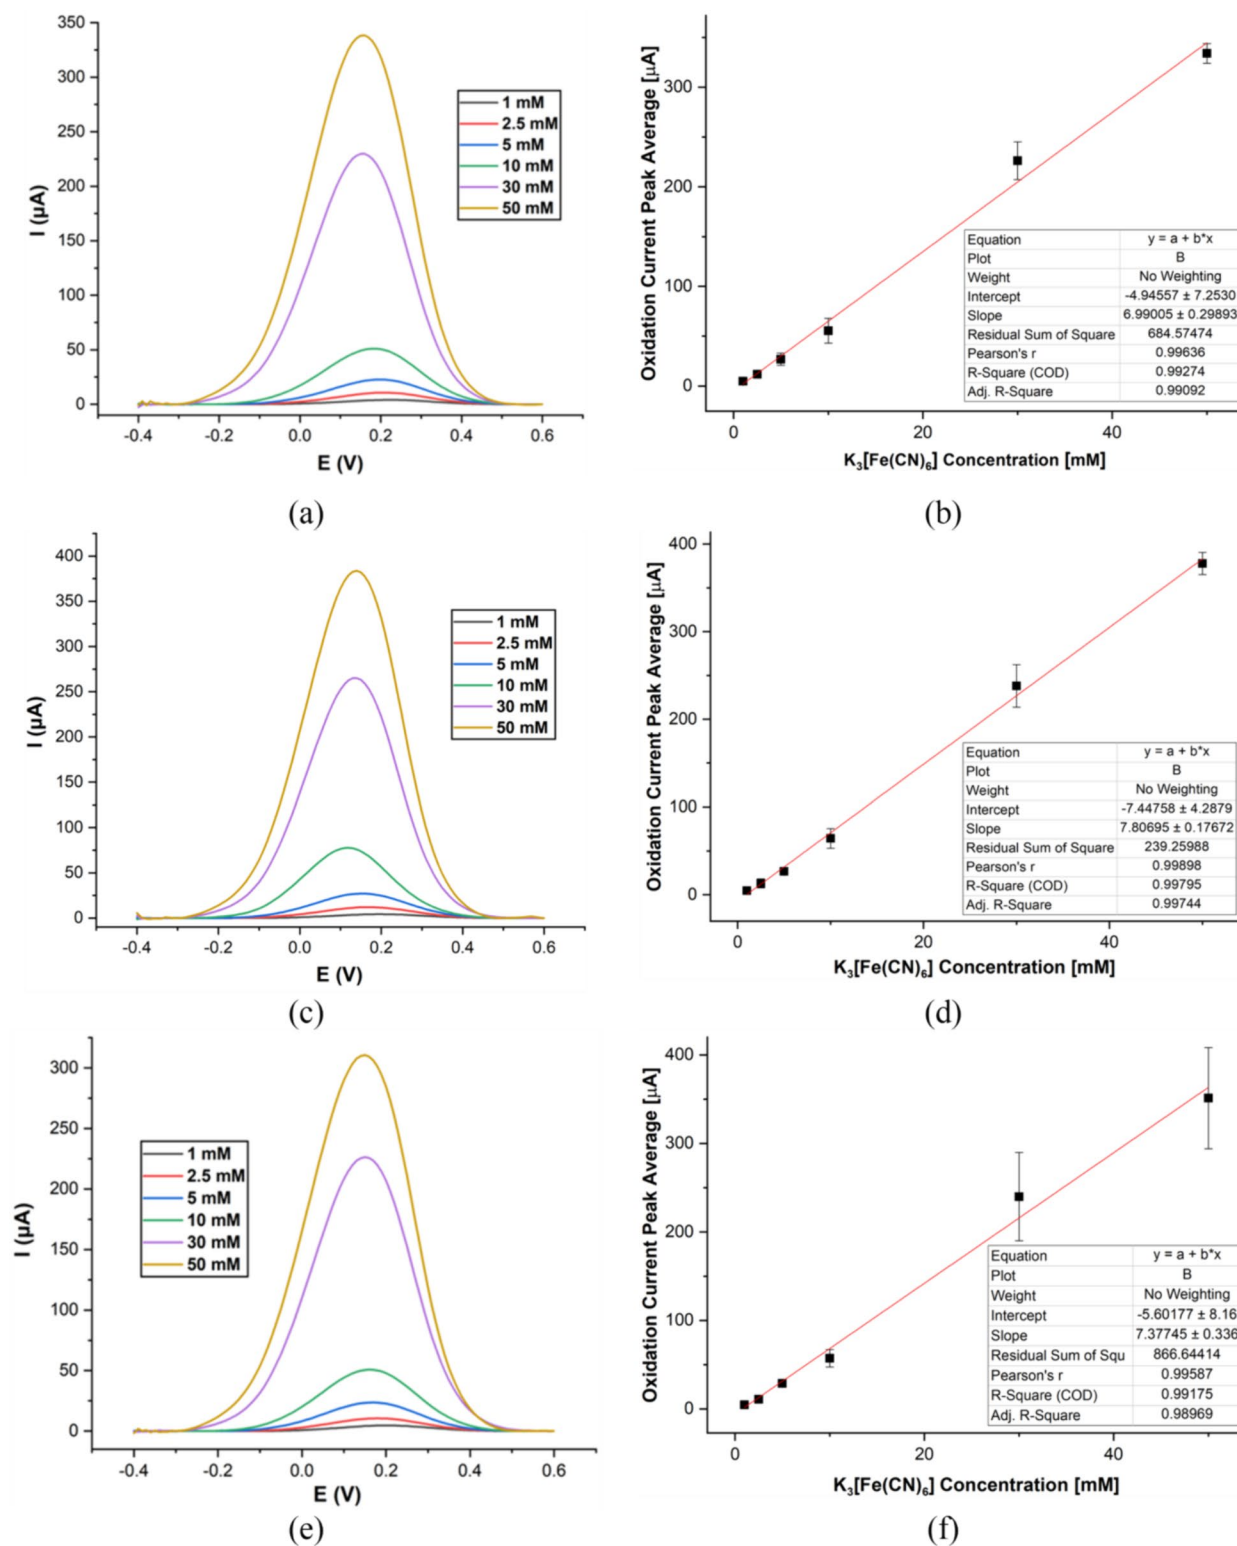 350
300
250
200
150
100
50
0
I (µA)
1 mM
2.5 mM
5 mM
10 mM
30 mM
50 mM
-0.4
-0.2
0.0
0.2
0.4
0.6
E (V)
(a)
Oxidation Current Peak Average [µA]
300
200
100
0
Equation y = a + b*x
Plot B
Weight No Weighting
Intercept -4.94557 ± 7.2530
Slope 6.99005 ± 0.29893
Residual Sum of Square 684.57474
Pearson's r 0.99636
R-Square (COD) 0.99274
Adj. R-Square 0.99092
0
20
40
K₃[Fe(CN)₆] Concentration [mM]
(b)
400
350
300
250
200
150
100
50
0
I (µA)
1 mM
2.5 mM
5 mM
10 mM
30 mM
50 mM
-0.4
-0.2
0.0
0.2
0.4
0.6
E (V)
(c)
Oxidation Current Peak Average [µA]
400
300
200
100
0
Equation y = a + b*x
Plot B
Weight No Weighting
Intercept -7.44758 ± 4.2879
Slope 7.80695 ± 0.17672
Residual Sum of Square 239.25988
Pearson's r 0.99898
R-Square (COD) 0.99795
Adj. R-Square 0.99744
0
20
40
K₃[Fe(CN)₆] Concentration [mM]
(d)
300
250
200
150
100
50
0
I (µA)
1 mM
2.5 mM
5 mM
10 mM
30 mM
50 mM
-0.4
-0.2
0.0
0.2
0.4
0.6
E (V)
(e)
Oxidation Current Peak Average [µA]
400
300
200
100
0
Equation y = a + b*x
Plot B
Weight No Weighting
Intercept -5.60177 ± 8.16
Slope 7.37745 ± 0.336
Residual Sum of Squ 866.64414
Pearson's r 0.99587
R-Square (COD) 0.99175
Adj. R-Square 0.98969
0
20
40
K₃[Fe(CN)₆] Concentration [mM]
(f)